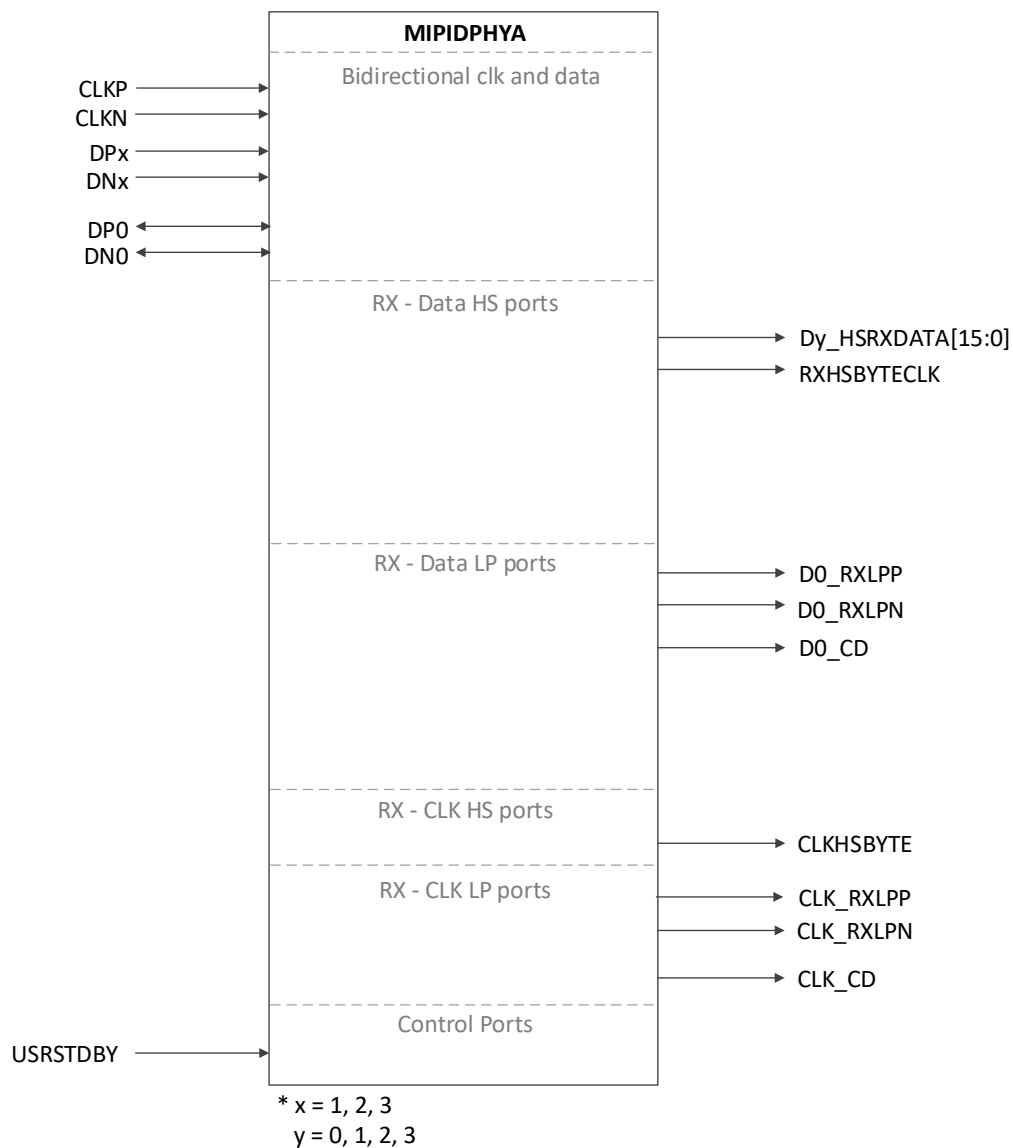 MIPIDPHYA
Bidirectional clk and data
CLKP
CLKN
DPx
DNx
DP0
DN0
RX - Data HS ports
Dy_HSRXDATA[15:0]
RXHSBYTECLK
RX - Data LP ports
D0_RXLPP
D0_RXLPN
D0_CD
RX - CLK HS ports
CLKHSBYTE
RX - CLK LP ports
CLK_RXLPP
CLK_RXLPN
CLK_CD
Control Ports
USRSTDBY
* x = 1, 2, 3
y = 0, 1, 2, 3